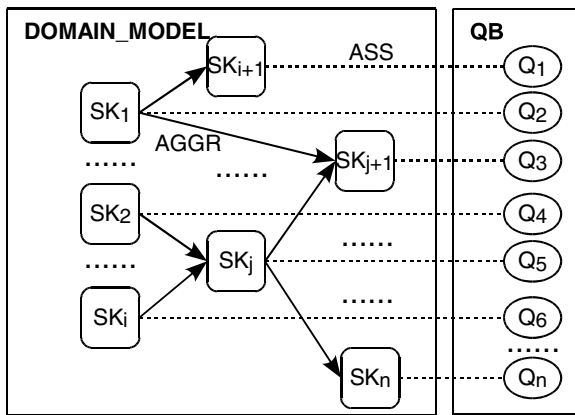 DOMAIN_MODEL
QB
SKi+1
ASS
Q1
SK1
Q2
AGGR
SKj+1
Q3
......
......
SK2
Q4
......
SKj
Q5
......
......
SKi
Q6
......
SKn
Qn